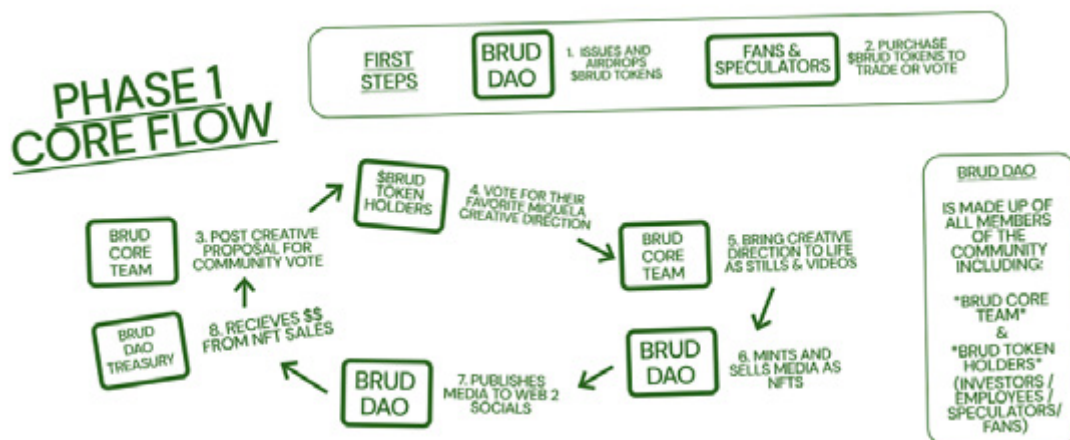 PHASE 1
CORE FLOW
FIRST
STEPS
BRUD
DAO
1. ISSUES AND
AIRDROPS
$BRUD TOKENS
FANS &
SPECULATORS
2. PURCHASE
$BRUD TOKENS TO
TRADE OR VOTE
BRUD
CORE
TEAM
3. POST CREATIVE
PROPOSAL FOR
COMMUNITY VOTE
$BRUD
TOKEN
HOLDERS
4. VOTE FOR THEIR
FAVORITE MIQUELA
CREATIVE DIRECTION
BRUD
CORE
TEAM
5. BRING CREATIVE
DIRECTION TO LIFE
AS STILLS & VIDEOS
BRUD
DAO
6. MINTS AND
SELLS MEDIA AS
NFTS
BRUD
DAO
7. PUBLISHES
MEDIA TO WEB 2
SOCIALS
BRUD
DAO
TREASURY
8. RECIEVES $$
FROM NFT SALES
BRUD DAO
IS MADE UP OF
ALL MEMBERS
OF THE
COMMUNITY
INCLUDING:
*BRUD CORE
TEAM*
&
*BRUD TOKEN
HOLDERS*
(INVESTORS /
EMPLOYEES /
SPECULATORS/
FANS)